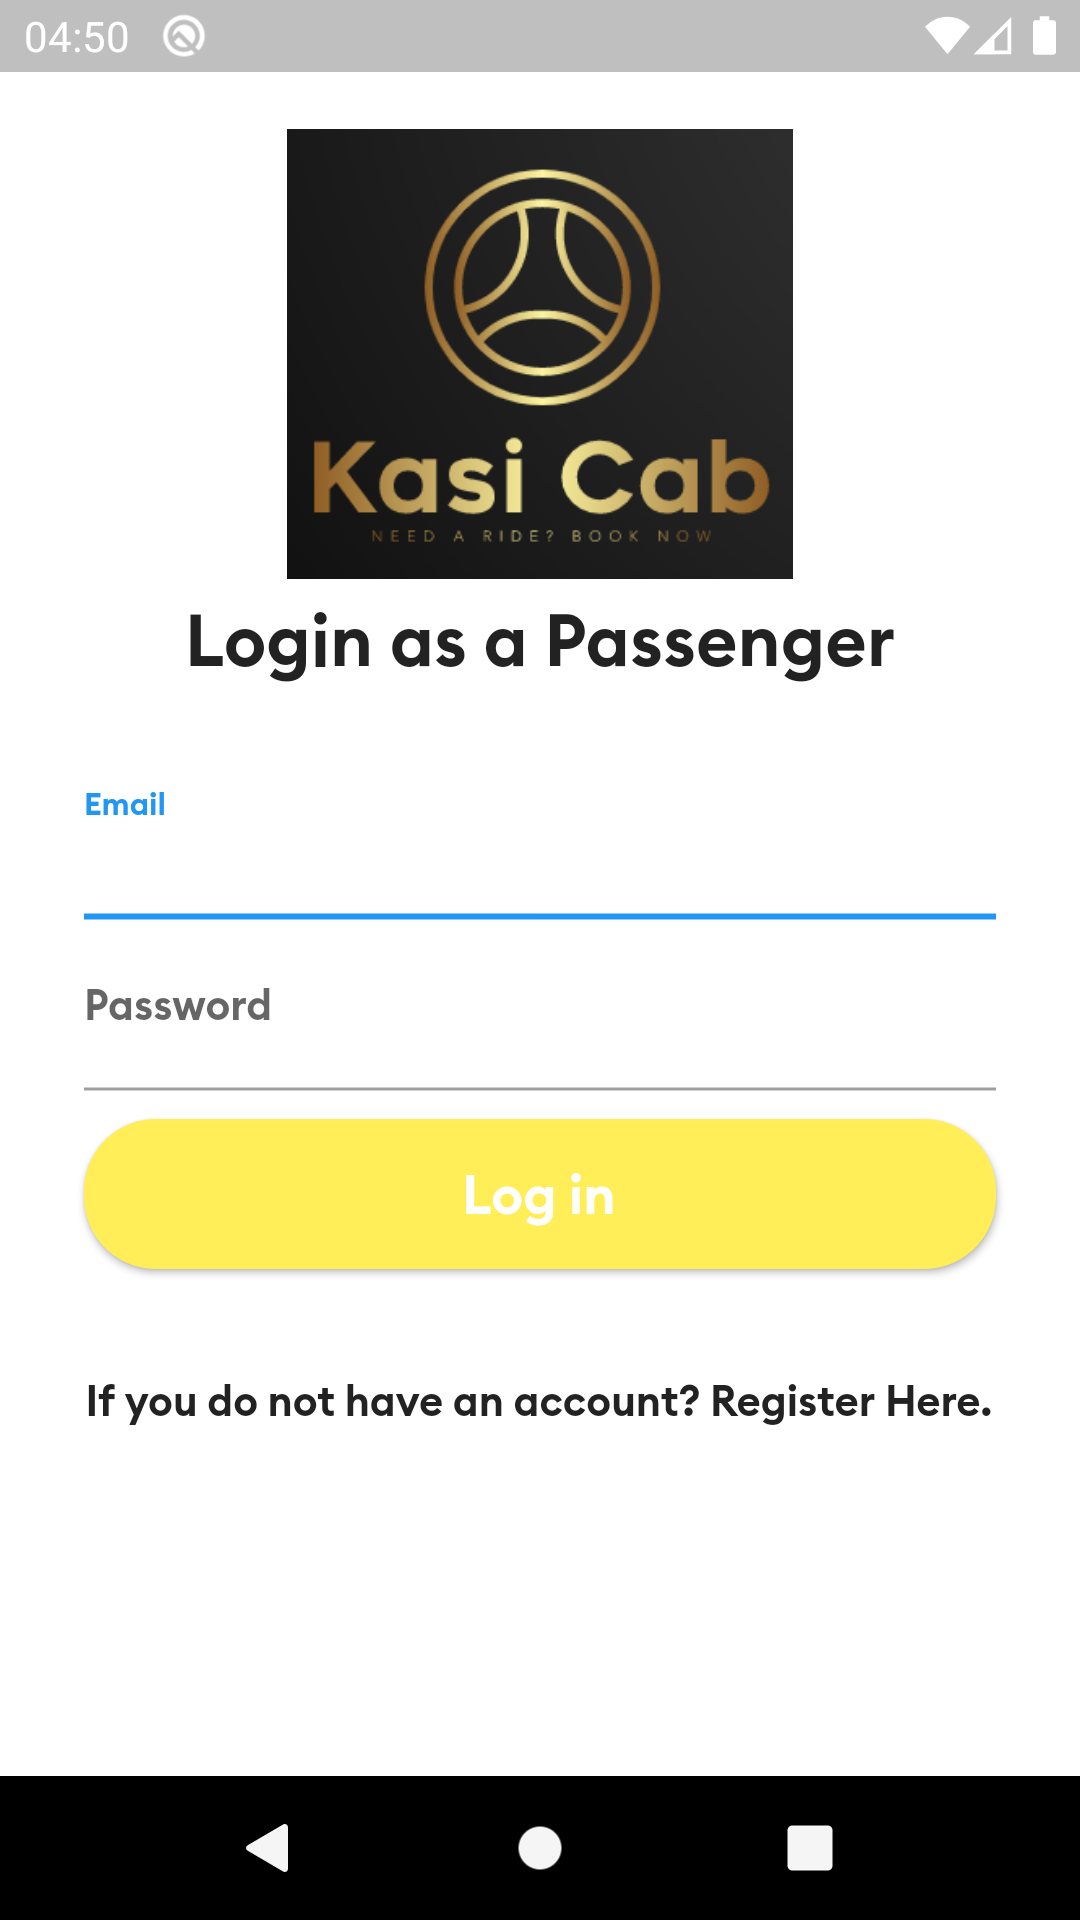 04:50
Kasi Cab
NEED A RIDE? BOOK NOW
Login as a Passenger
Email
Password
Log in
If you do not have an account? Register Here.